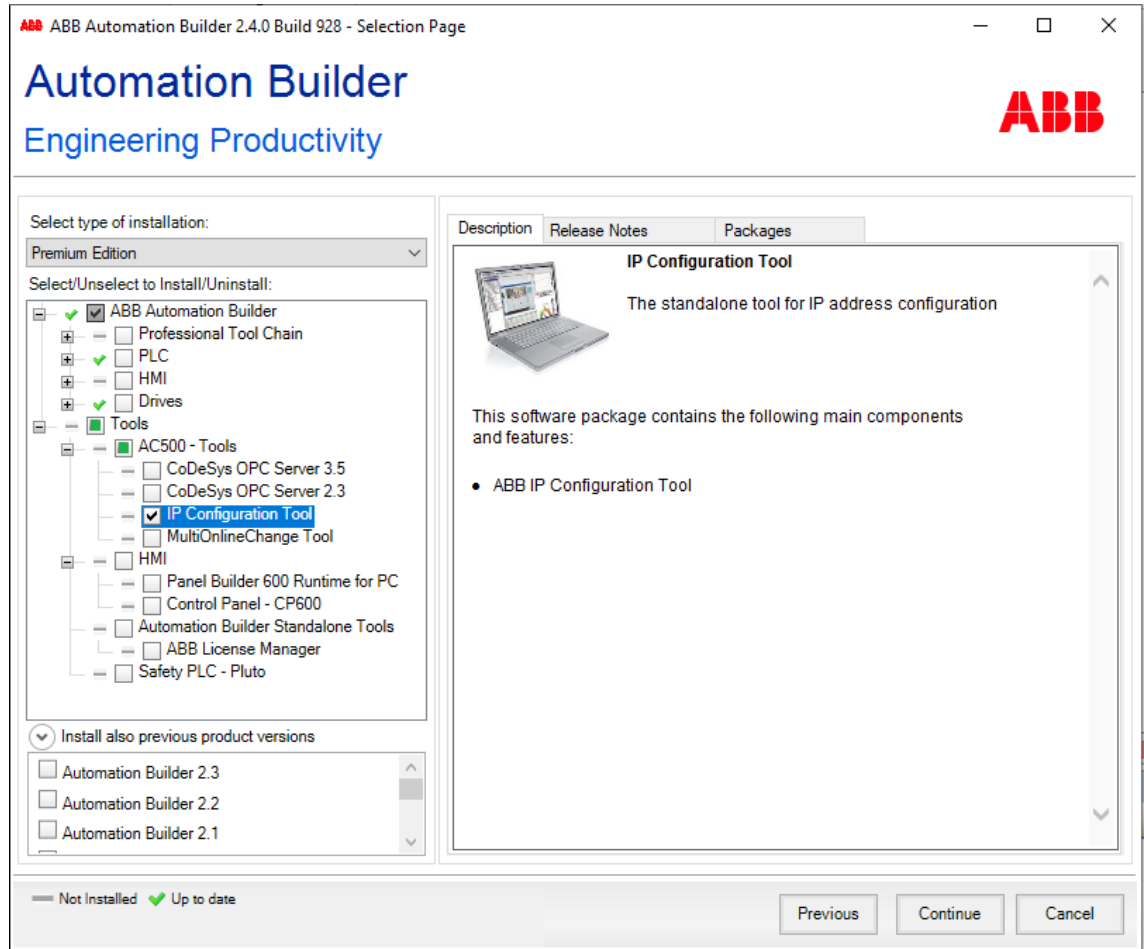 ABB ABB Automation Builder 2.4.0 Build 928 - Selection Page
Automation Builder
Engineering Productivity
ABB
Select type of installation:
Premium Edition
Select/Unselect to Install/Uninstall:
ABB Automation Builder
Professional Tool Chain
PLC
HMI
Drives
Tools
AC500 - Tools
CoDeSys OPC Server 3.5
CoDeSys OPC Server 2.3
IP Configuration Tool
MultiOnlineChange Tool
HMI
Panel Builder 600 Runtime for PC
Control Panel - CP600
Automation Builder Standalone Tools
ABB License Manager
Safety PLC - Pluto
Install also previous product versions
Automation Builder 2.3
Automation Builder 2.2
Automation Builder 2.1
Description Release Notes Packages
IP Configuration Tool
The standalone tool for IP address configuration
This software package contains the following main components
and features:
• ABB IP Configuration Tool
Not Installed Up to date
Previous Continue Cancel